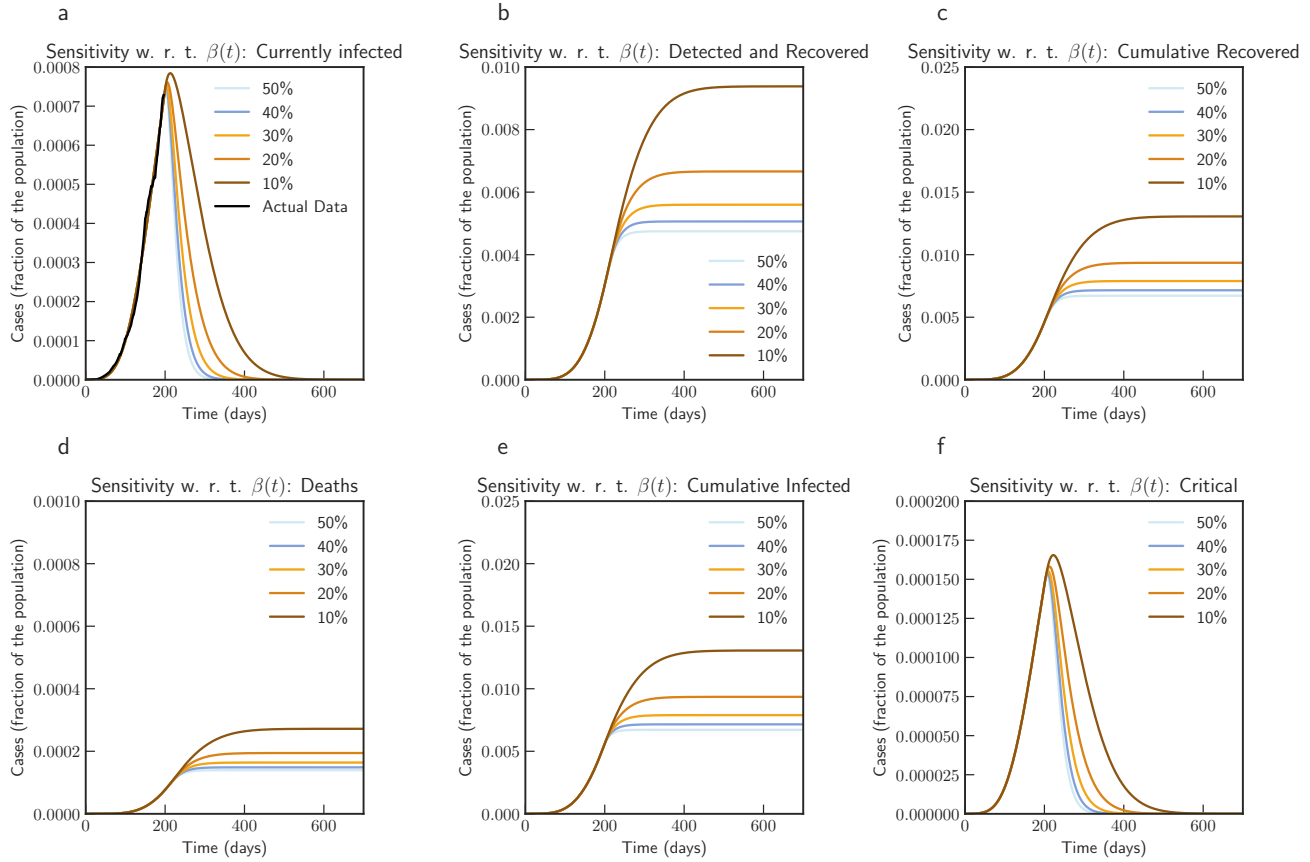 a
Sensitivity w. r. t. β(t): Currently infected
0.0008
0.0007
0.0006
0.0005
0.0004
0.0003
0.0002
0.0001
0.0000
Cases (fraction of the population)
50%
40%
30%
20%
10%
Actual Data
0 200 400 600
Time (days)
b
Sensitivity w. r. t. β(t): Detected and Recovered
0.010
0.008
0.006
0.004
0.002
0.000
Cases (fraction of the population)
50%
40%
30%
20%
10%
0 200 400 600
Time (days)
c
Sensitivity w. r. t. β(t): Cumulative Recovered
0.025
0.020
0.015
0.010
0.005
0.000
Cases (fraction of the population)
50%
40%
30%
20%
10%
0 200 400 600
Time (days)
d
Sensitivity w. r. t. β(t): Deaths
0.0010
0.0008
0.0006
0.0004
0.0002
0.0000
Cases (fraction of the population)
50%
40%
30%
20%
10%
0 200 400 600
Time (days)
e
Sensitivity w. r. t. β(t): Cumulative Infected
0.025
0.020
0.015
0.010
0.005
0.000
Cases (fraction of the population)
50%
40%
30%
20%
10%
0 200 400 600
Time (days)
f
Sensitivity w. r. t. β(t): Critical
0.000200
0.000175
0.000150
0.000125
0.000100
0.000075
0.000050
0.000025
0.000000
Cases (fraction of the population)
50%
40%
30%
20%
10%
0 200 400 600
Time (days)